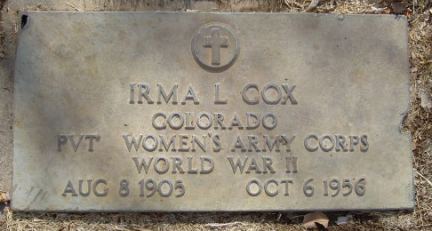 IRMA L COX
COLORADO
PVT WOMEN'S ARMY CORPS
WORLD WAR II
AUG 8 1905 OCT 6 1956